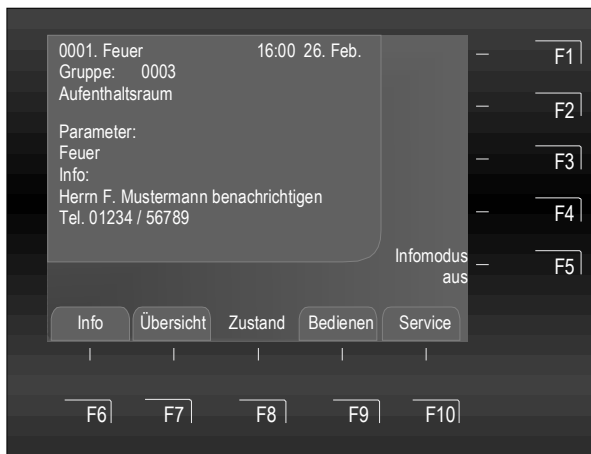 0001. Feuer 16:00 26. Feb.
Gruppe: 0003
Aufenthaltsraum
Parameter:
Feuer
Info:
Herrn F. Mustermann benachrichtigen
Tel. 01234 / 56789
Infomodus
aus
F1
F2
F3
F4
F5
Info Übersicht Zustand Bedienen Service
F6 F7 F8 F9 F10